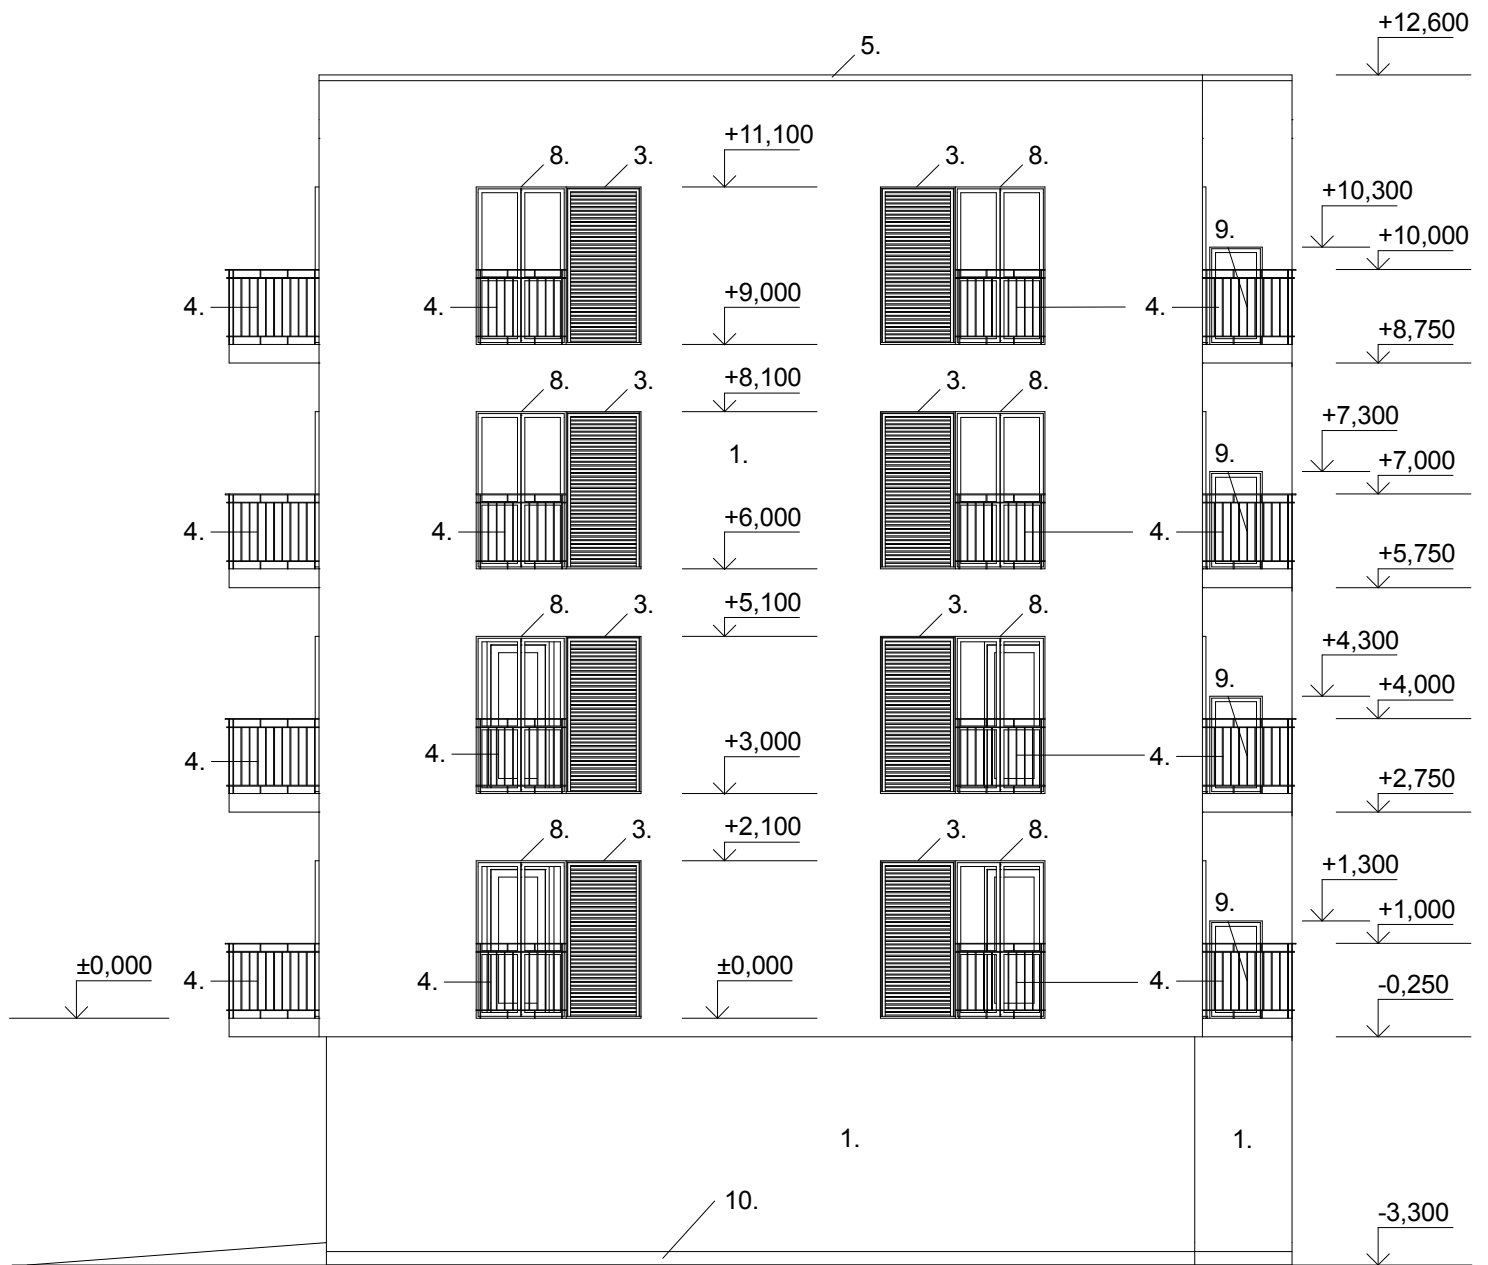 +12,600
5.
+11,100
8. 3. 3. 8.
+10,300
9.
+10,000
4. 4. +9,000 4.
+8,750
8. 3. +8,100 3. 8.
+7,300
1. 9.
+7,000
4. 4. +6,000 4.
+5,750
8. 3. +5,100 3. 8.
+4,300
9. +4,000
4. 4. +3,000 4.
+2,750
8. 3. +2,100 3. 8.
+1,300
9. +1,000
±0,000 4. 4. ±0,000 4.
-0,250
1. 1.
10.
-3,300